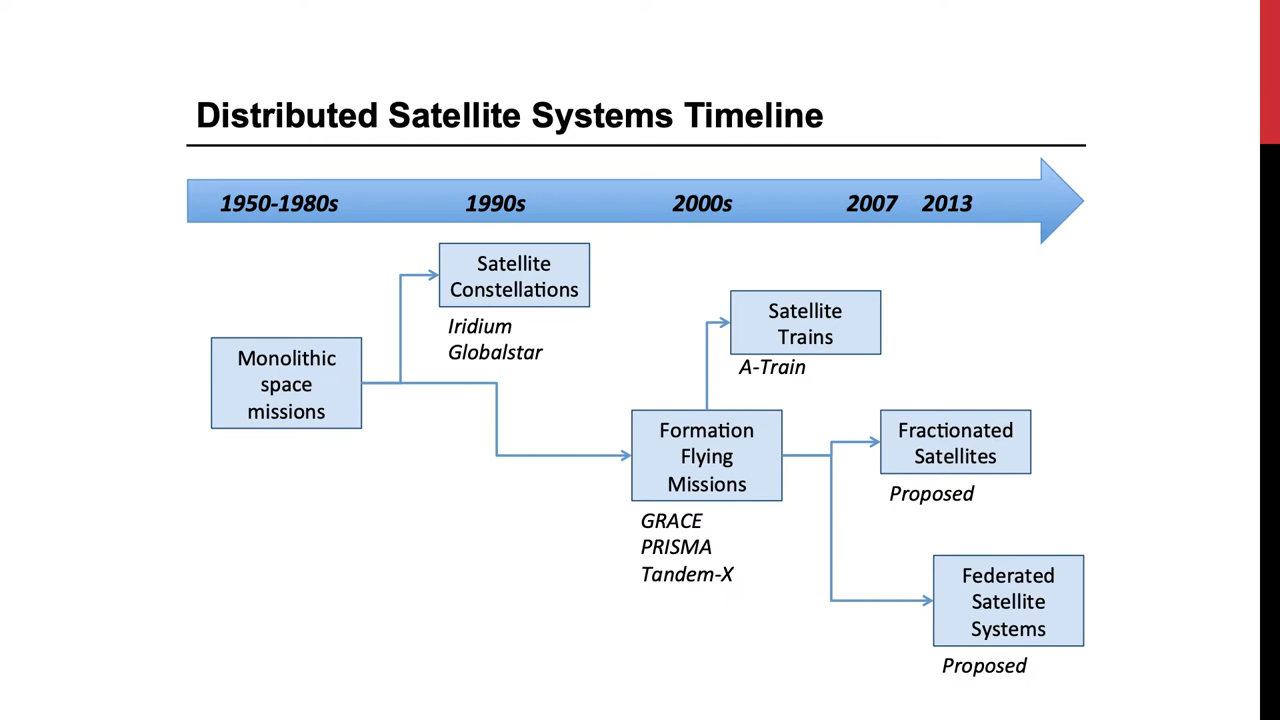 Distributed Satellite Systems Timeline
1950-1980s 1990s 2000s 2007 2013
Satellite
Constellations
Iridium
Globalstar
Monolithic
space
missions
Satellite
Trains
A-Train
Formation
Flying
Missions
GRACE
PRISMA
Tandem-X
Fractionated
Satellites
Proposed
Federated
Satellite
Systems
Proposed